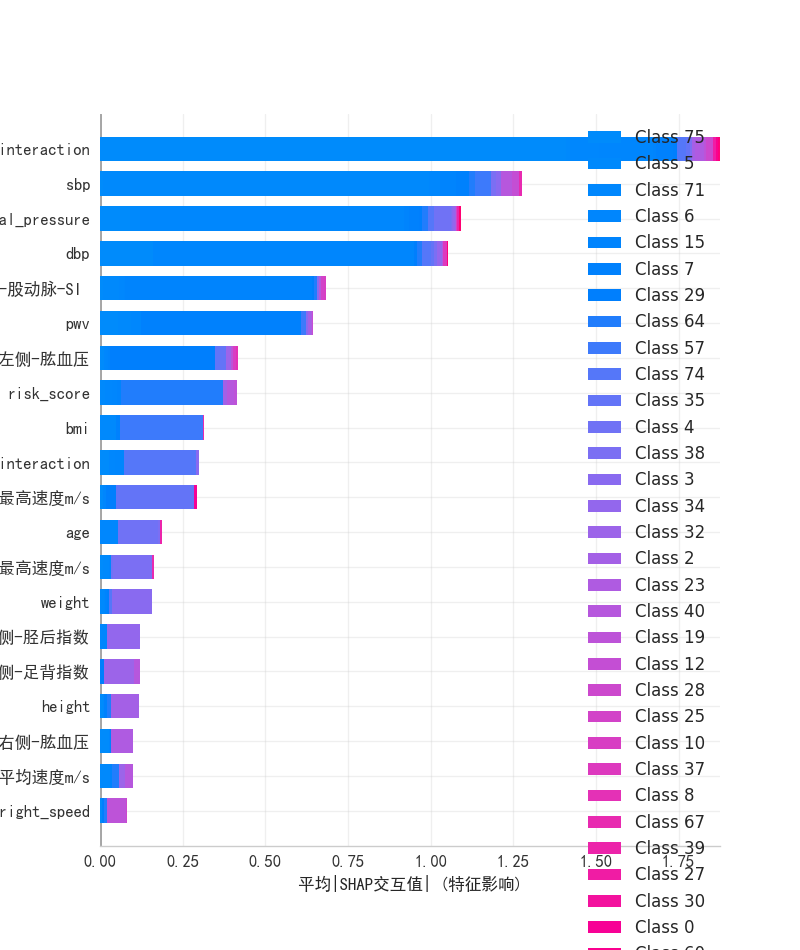 interaction
sbp
al_pressure
dbp
-股动脉-SI
pwv
左侧-肱血压
risk_score
bmi
interaction
最高速度m/s
age
最高速度m/s
weight
侧-胫后指数
侧-足背指数
height
右侧-肱血压
平均速度m/s
right_speed
0.00 0.25 0.50 0.75 1.00 1.25 1.50 1.75
平均|SHAP交互值| (特征影响)
Class 75
Class 5
Class 71
Class 6
Class 15
Class 7
Class 29
Class 64
Class 57
Class 74
Class 35
Class 4
Class 38
Class 3
Class 34
Class 32
Class 2
Class 23
Class 40
Class 19
Class 12
Class 28
Class 25
Class 10
Class 37
Class 8
Class 67
Class 39
Class 27
Class 30
Class 0